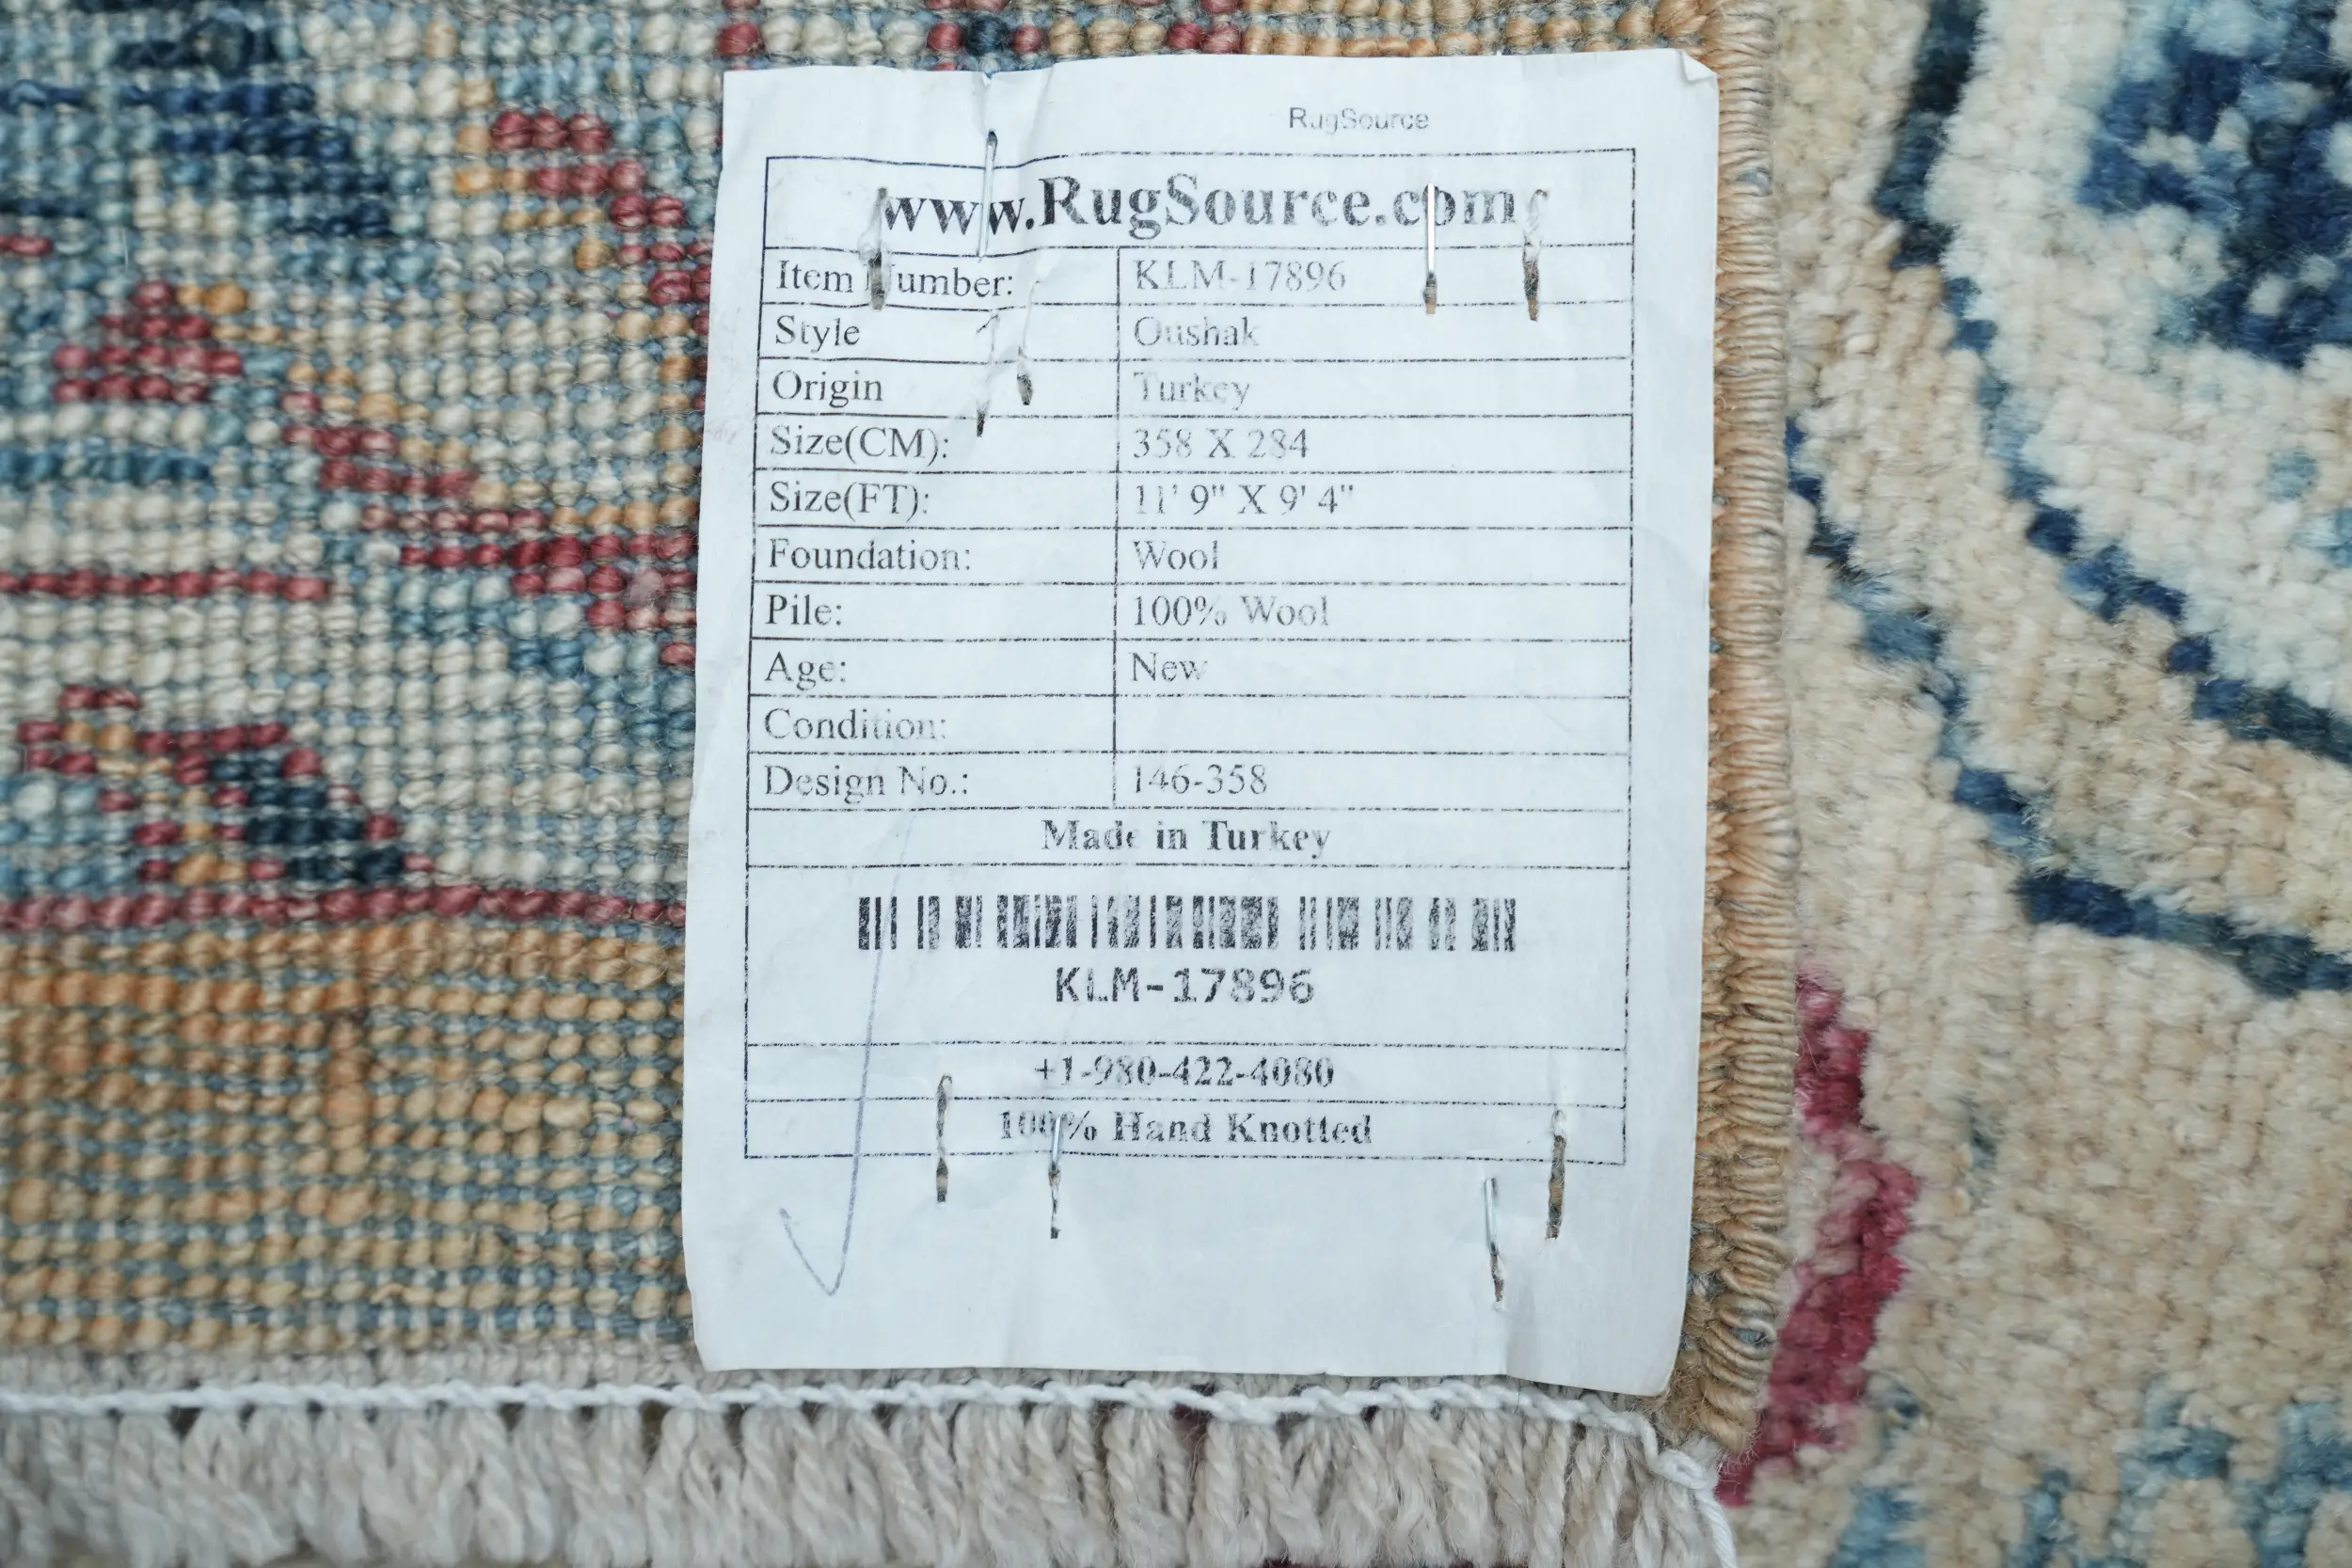 RugSource
www.RugSource.com
Item Number: KLM-17896
Style Oushak
Origin Turkey
Size(CM): 358 X 284
Size(FT): 11' 9" X 9' 4"
Foundation: Wool
Pile: 100% Wool
Age: New
Condition:
Design No.: 146-358
Made in Turkey
KLM-17896
+1-980-422-4080
100% Hand Knotted